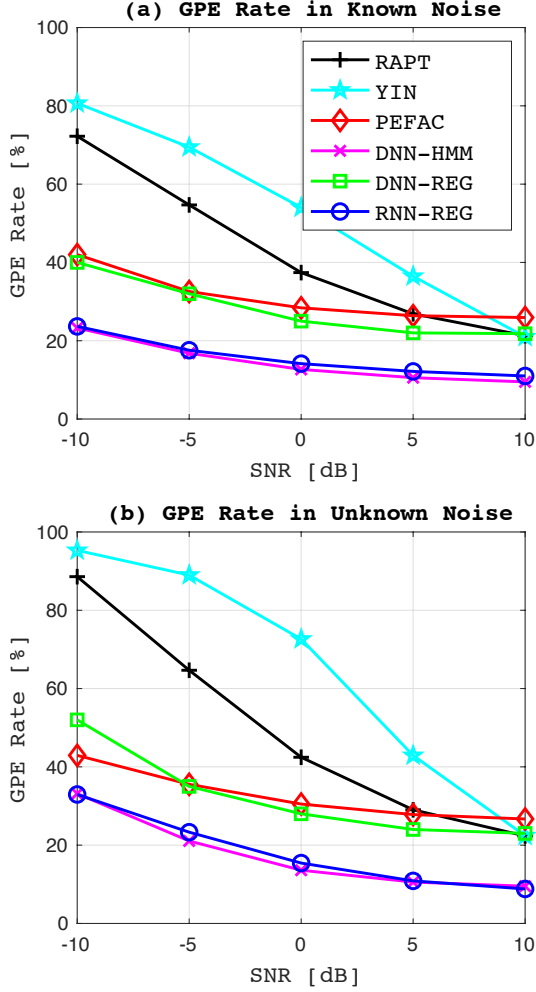 (a) GPE Rate in Known Noise
100
80
60
40
20
0
GPE Rate [%]
-10 -5 0 5 10
SNR [dB]
RAPT
YIN
PEFAC
DNN-HMM
DNN-REG
RNN-REG
(b) GPE Rate in Unknown Noise
100
80
60
40
20
0
GPE Rate [%]
-10 -5 0 5 10
SNR [dB]